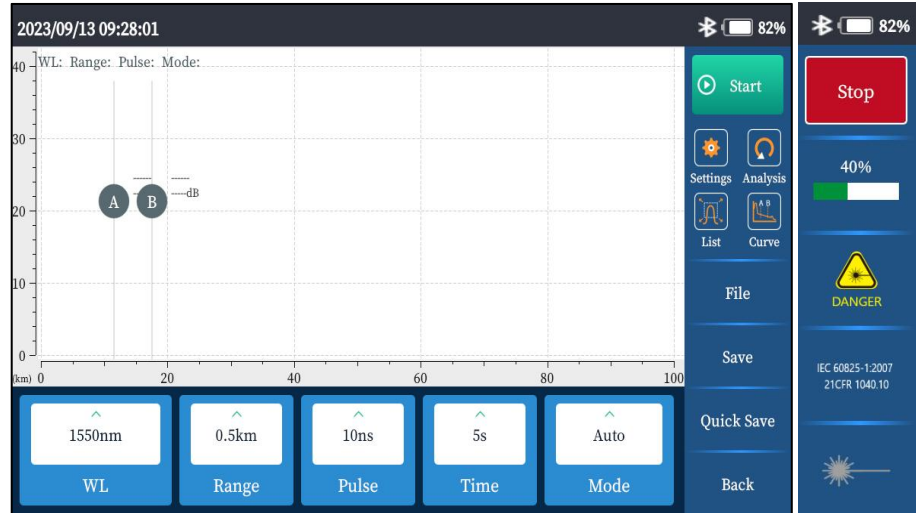 2023/09/13 09:28:01
82%
WL: Range: Pulse: Mode:
40
30
20
10
0
A
B
------ ------
-----dB
(km) 0 20 40 60 80 100
1550nm
WL
0.5km
Range
10ns
Pulse
5s
Time
Auto
Mode
Start
Settings Analysis
A B
List Curve
File
Save
Quick Save
Back
82%
Stop
40%
DANGER
IEC 60825-1:2007
21CFR 1040.10